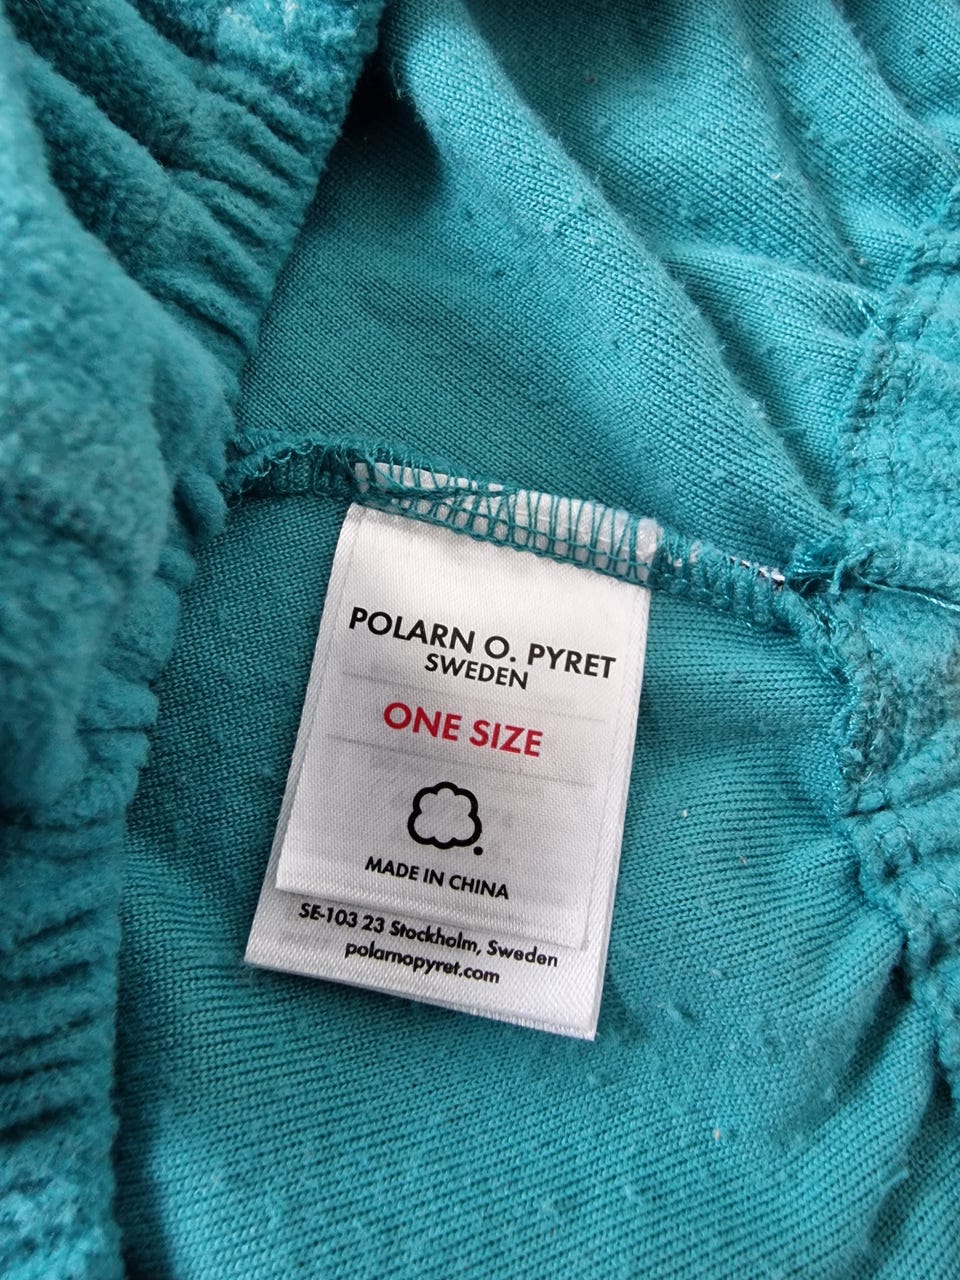 POLARN O. PYRET
SWEDEN
ONE SIZE
MADE IN CHINA
SE-103 23 Stockholm, Sweden
polarnopyret.com